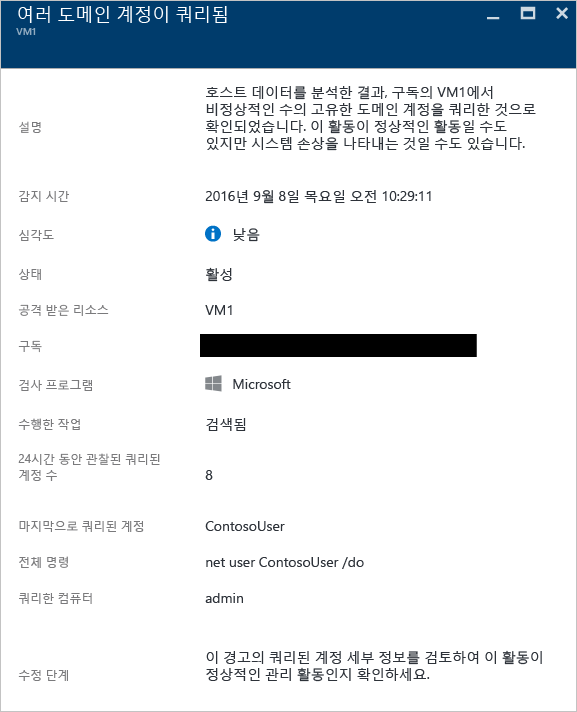 여러 도메인 계정이 쿼리됨
VM1
설명
호스트 데이터를 분석한 결과, 구독의 VM1에서
비정상적인 수의 고유한 도메인 계정을 쿼리한 것으로
확인되었습니다. 이 활동이 정상적인 활동일 수도
있지만 시스템 손상을 나타내는 것일 수도 있습니다.
감지 시간
2016년 9월 8일 목요일 오전 10:29:11
심각도
낮음
상태
활성
공격 받은 리소스
VM1
구독
검사 프로그램
Microsoft
수행한 작업
검색됨
24시간 동안 관찰된 쿼리된
계정 수
8
마지막으로 쿼리된 계정
ContosoUser
전체 명령
net user ContosoUser /do
쿼리한 컴퓨터
admin
수정 단계
이 경고의 쿼리된 계정 세부 정보를 검토하여 이 활동이
정상적인 관리 활동인지 확인하세요.